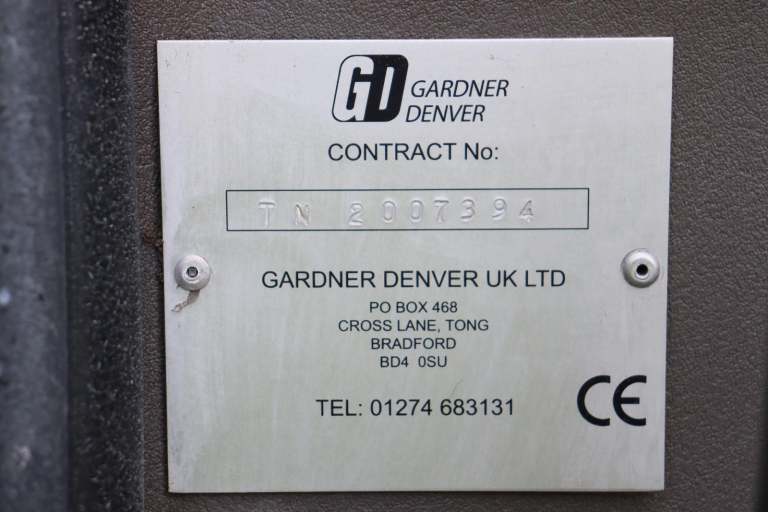 GD GARDNER
DENVER
CONTRACT No:
TN 2007394
GARDNER DENVER UK LTD
PO BOX 468
CROSS LANE, TONG
BRADFORD
BD4 0SU
TEL: 01274 683131
CE